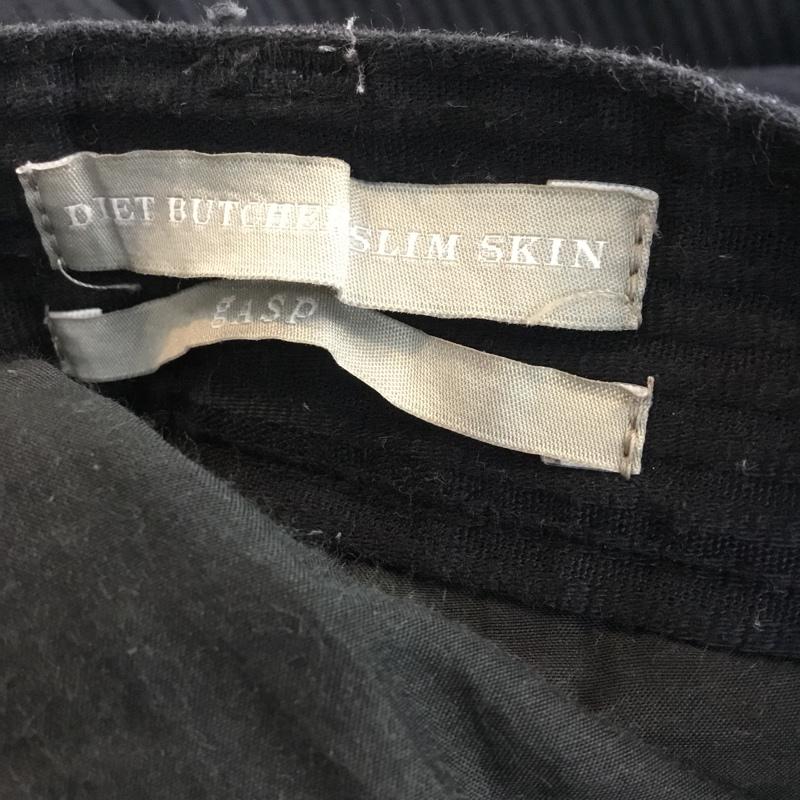 DIET BUTCHER SLIM SKIN
gASP